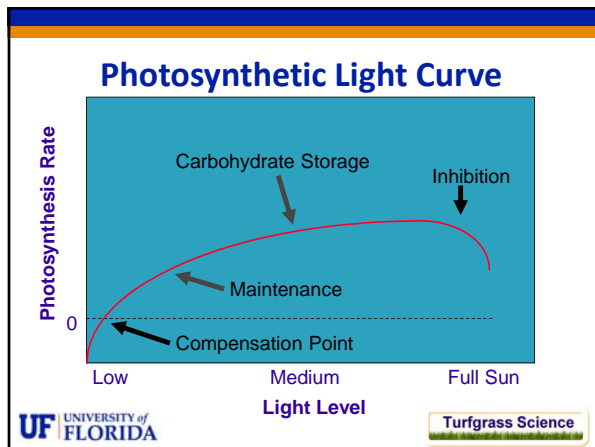 Photosynthetic Light Curve
Photosynthesis Rate
Carbohydrate Storage
Inhibition
Maintenance
0
Compensation Point
Low Medium Full Sun
Light Level
UF UNIVERSITY of
FLORIDA
Turfgrass Science